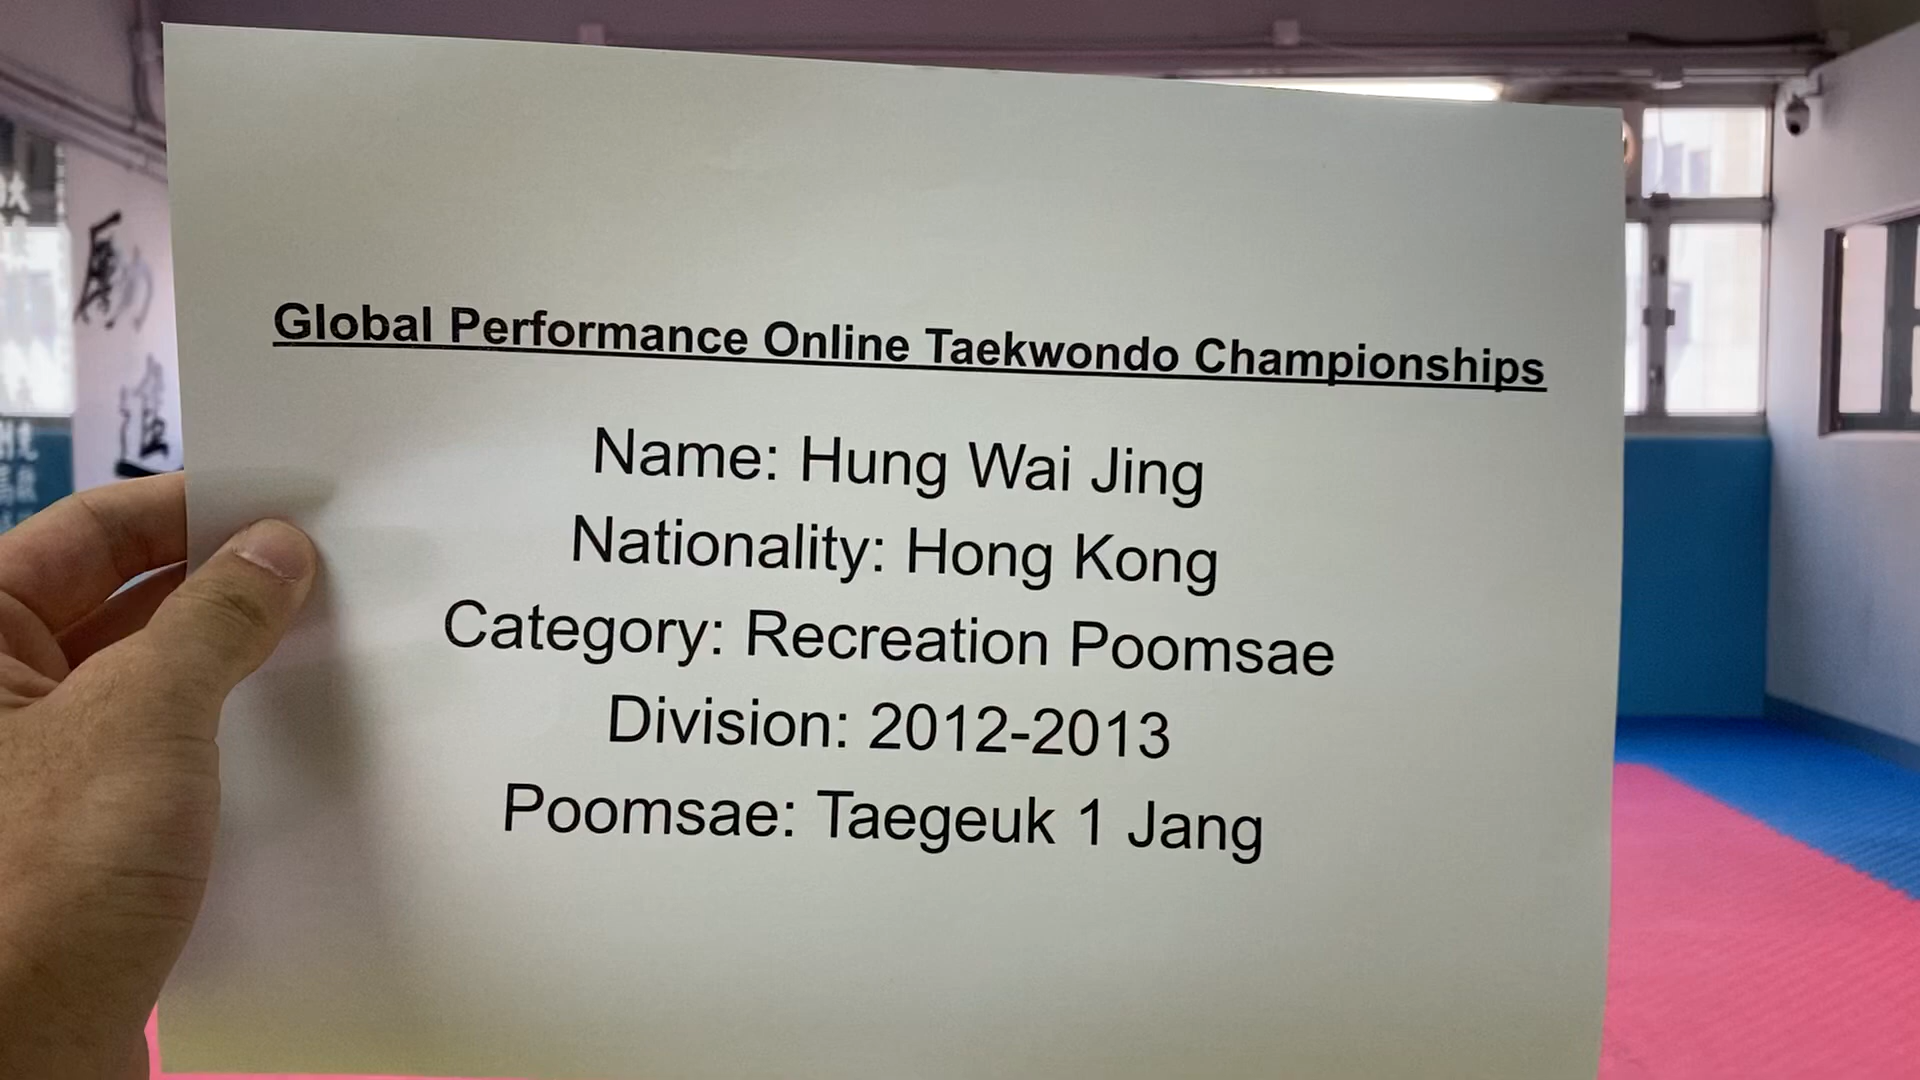 Global Performance Online Taekwondo Championships
Name: Hung Wai Jing
Nationality: Hong Kong
Category: Recreation Poomsae
Division: 2012-2013
Poomsae: Taegeuk 1 Jang
進